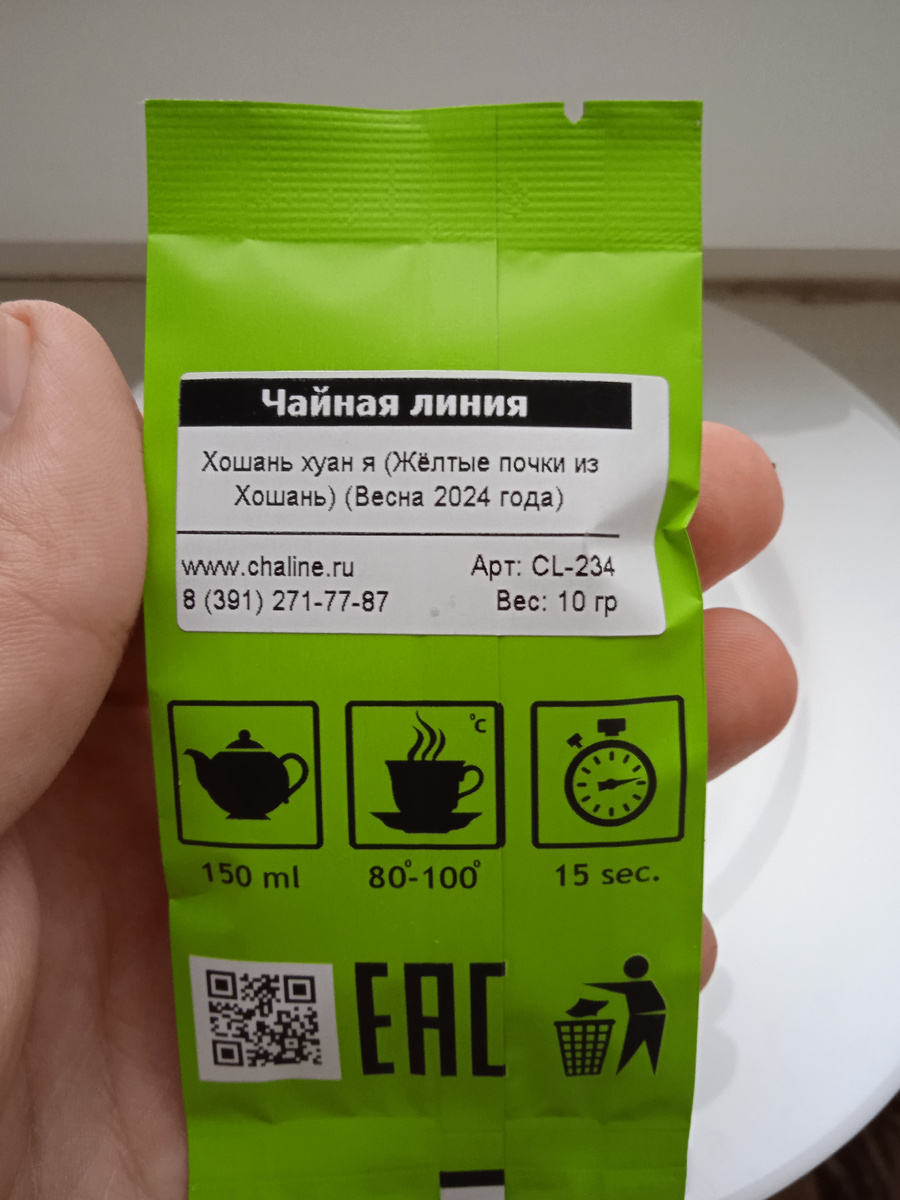 Чайная линия
Хошань хуан я (Жёлтые почки из
Хошань) (Весна 2024 года)
www.chaline.ru Арт: CL-234
8 (391) 271-77-87 Вес: 10 гр
°C
150 ml 80°-100° 15 sec.
EAC